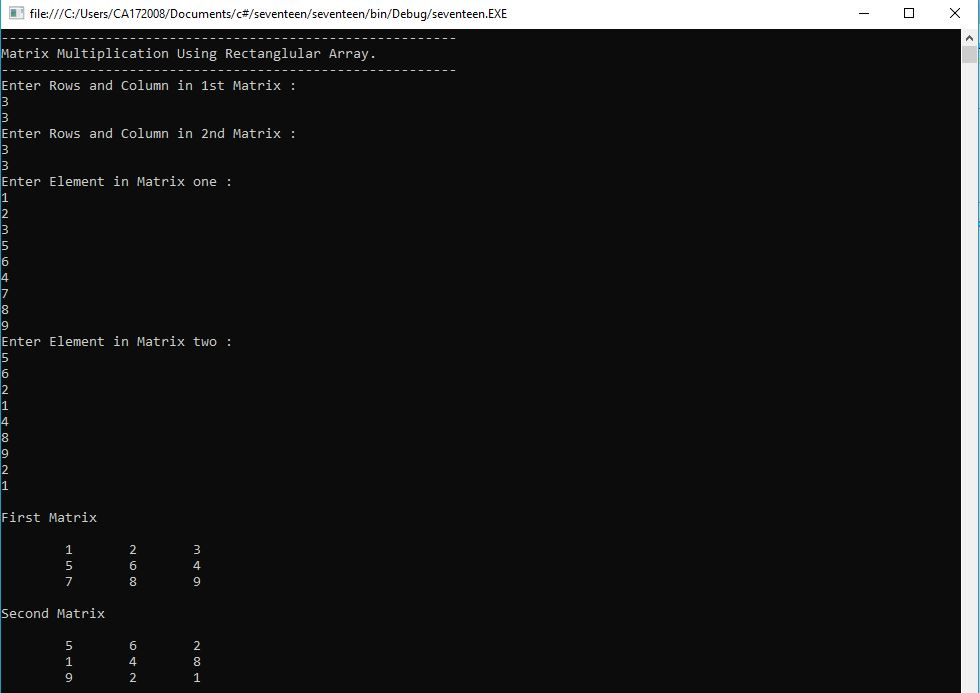 file:///C:/Users/CA172008/Documents/c#/seventeen/seventeen/bin/Debug/seventeen.EXE
---------------------------------------------------------
Matrix Multiplication Using Rectanglular Array.
---------------------------------------------------------
Enter Rows and Column in 1st Matrix :
3
3
Enter Rows and Column in 2nd Matrix :
3
3
Enter Element in Matrix one :
1
2
3
5
6
4
7
8
9
Enter Element in Matrix two :
5
6
2
1
4
8
9
2
1
First Matrix
1 2 3
5 6 4
7 8 9
Second Matrix
5 6 2
1 4 8
9 2 1